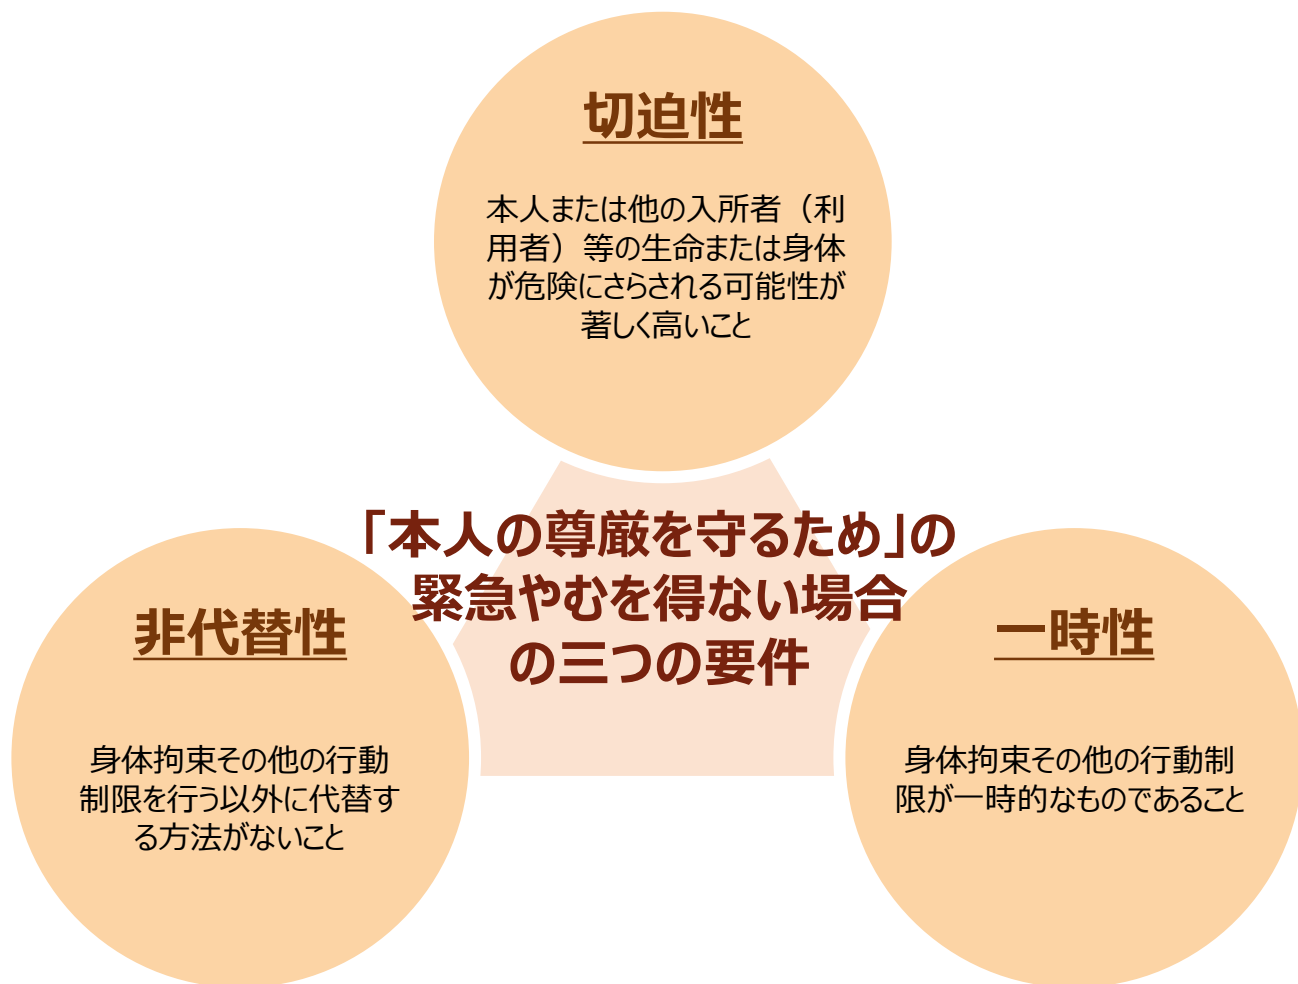 切迫性
本人または他の入所者（利
用者）等の生命または身体
が危険にさらされる可能性が
著しく高いこと
「本人の尊厳を守るため」の
緊急やむを得ない場合
の三つの要件
非代替性
身体拘束その他の行動
制限を行う以外に代替す
る方法がないこと
一時性
身体拘束その他の行動制
限が一時的なものであること